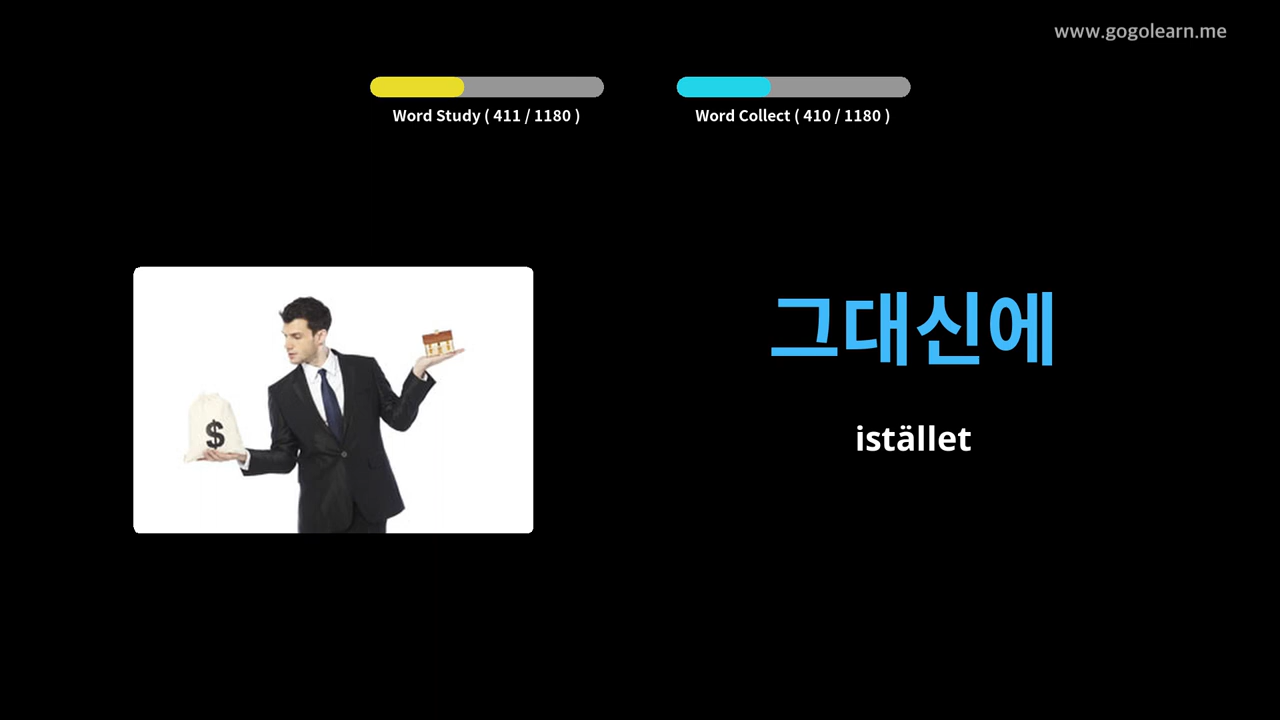 www.gogolearn.me
Word Study ( 411 / 1180 )
Word Collect ( 410 / 1180 )
그대신에
istället
$